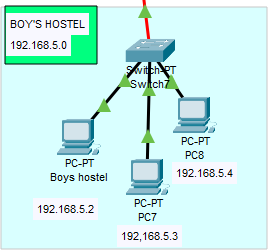 BOY'S HOSTEL
192.168.5.0
Switch-PT
Switch7
PC-PT
PC8
192.168.5.4
PC-PT
Boys hostel
192.168.5.2
PC-PT
PC7
192,168.5.3